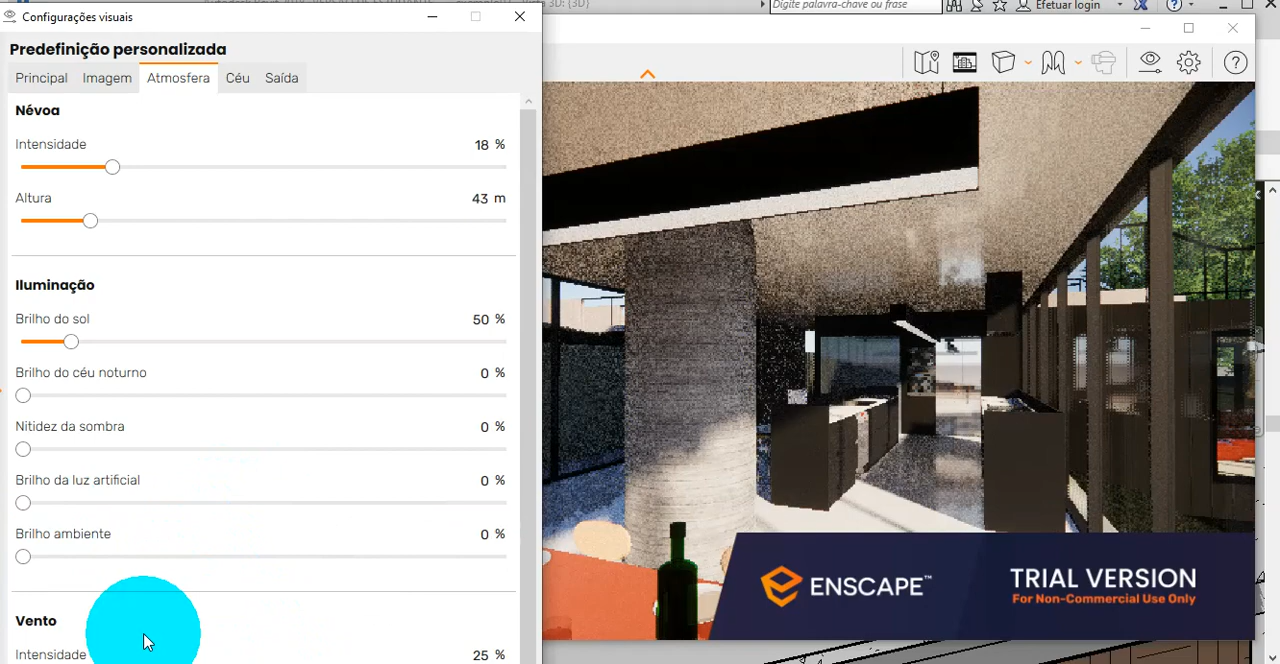 Configurações visuais
Predefinição personalizada
Principal Imagem Atmosfera Céu Saída
Névoa
Intensidade 18 %
Altura 43 m
Iluminação
Brilho do sol 50 %
Brilho do céu noturno 0 %
Nitidez da sombra 0 %
Brilho da luz artificial 0 %
Brilho ambiente 0 %
Vento
Intensidade 25 %
Digite palavra-chave ou frase
Efetuar login
ENSCAPE™
TRIAL VERSION
For Non-Commercial Use Only